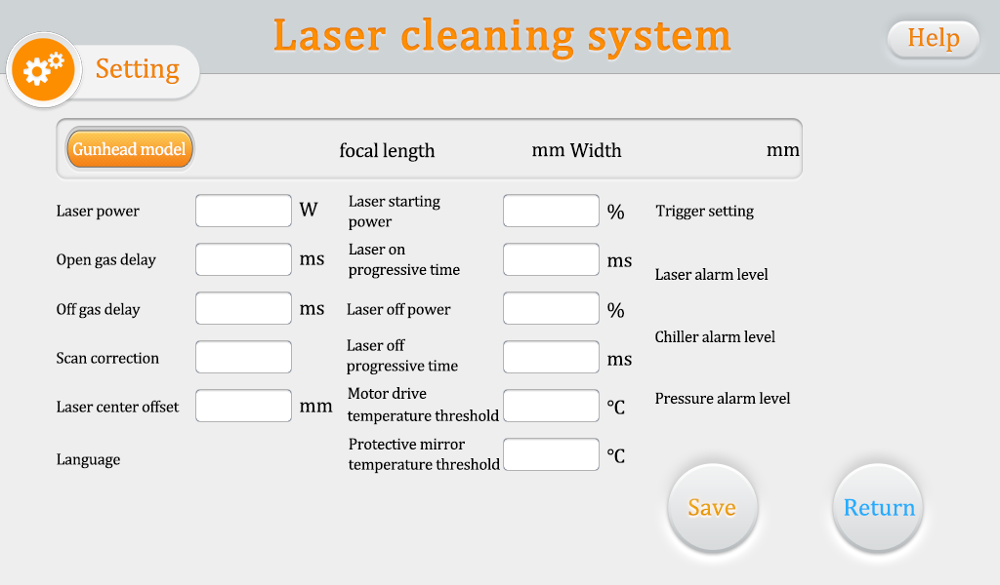 Laser cleaning system
Help
Setting
Gunhead model
focal length
mm Width
mm
Laser power
W
Laser starting
power
%
Trigger setting
Open gas delay
ms
Laser on
progressive time
ms
Laser alarm level
Off gas delay
ms
Laser off power
%
Chiller alarm level
Scan correction
Laser off
progressive time
ms
Laser center offset
mm
Motor drive
temperature threshold
°C
Pressure alarm level
Language
Protective mirror
temperature threshold
°C
Save
Return